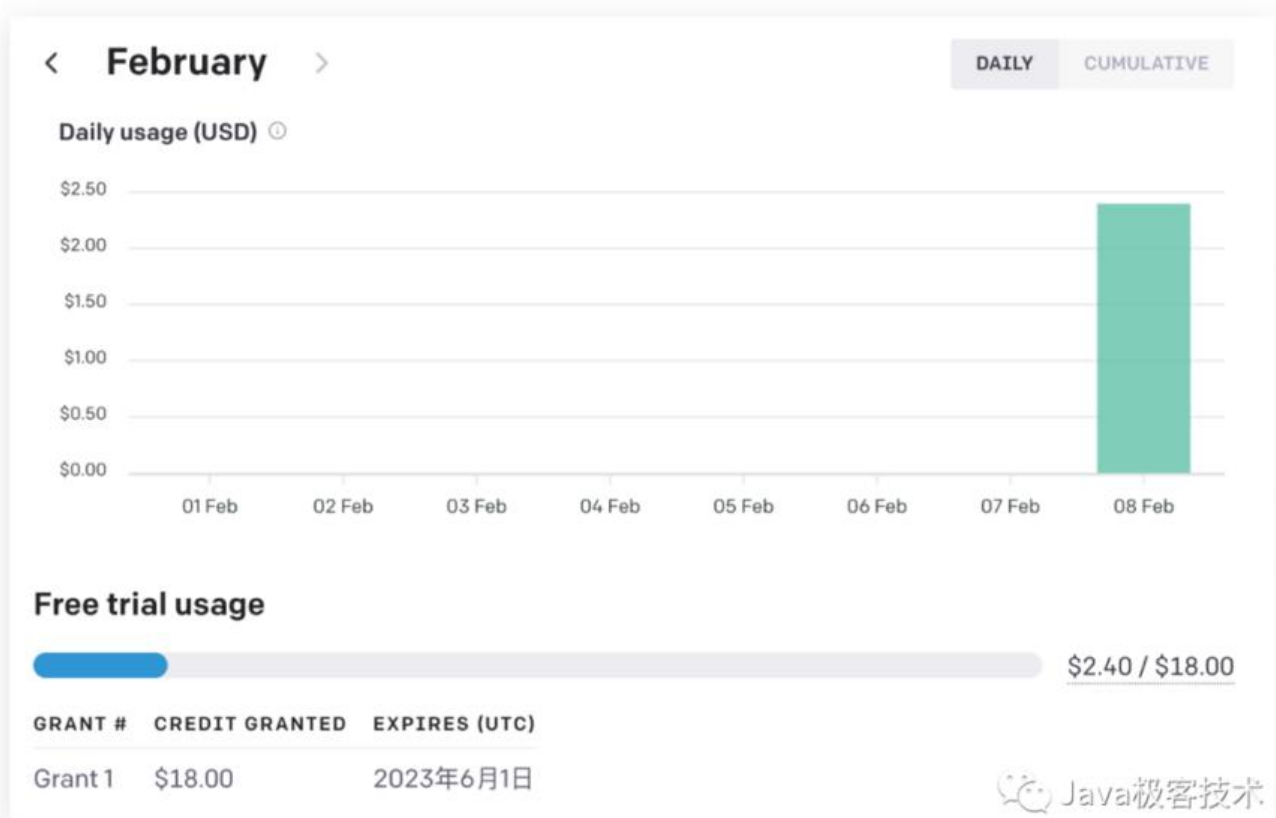 February
DAILY CUMULATIVE
Daily usage (USD)
$2.50
$2.00
$1.50
$1.00
$0.50
$0.00
01 Feb 02 Feb 03 Feb 04 Feb 05 Feb 06 Feb 07 Feb 08 Feb
Free trial usage
$2.40 / $18.00
GRANT # CREDIT GRANTED EXPIRES (UTC)
Grant 1 $18.00 2023年6月1日
Java极客技术